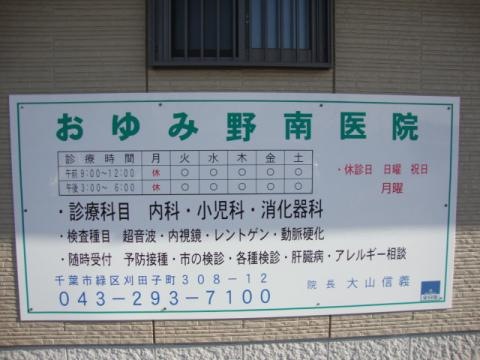 おゆみ野南医院
診療時間 月 火 水 木 金 土
午前 9:00～12:00 休 ○ ○ ○ ○ ○
午後 3:00～ 6:00 休 ○ ○ ○ ○ ○
・休診日 日曜 祝日
月曜
・診療科目 内科・小児科・消化器科
・検査種目 超音波・内視鏡・レントゲン・動脈硬化
・随時受付 予防接種・市の検診・各種検診・肝臓病・アレルギー相談
千葉市緑区刈田子町308-12
043-293-7100
院長 大山信義